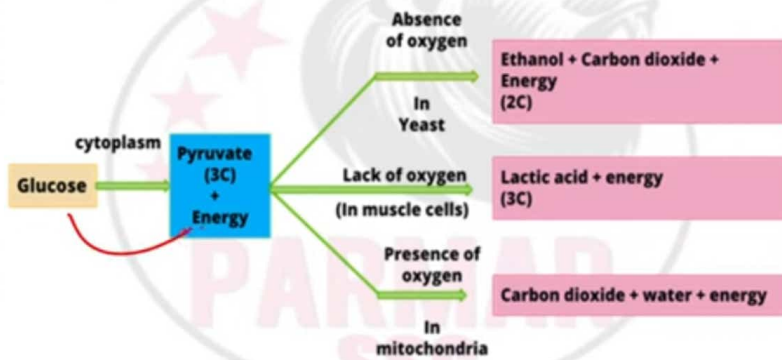 Glucose
cytoplasm
Pyruvate
(3C)
+
Energy
Absence
of oxygen
In
Yeast
Ethanol + Carbon dioxide +
Energy
(2C)
Lack of oxygen
(In muscle cells)
Lactic acid + energy
(3C)
Presence of
oxygen
In
mitochondria
Carbon dioxide + water + energy
PARMAR